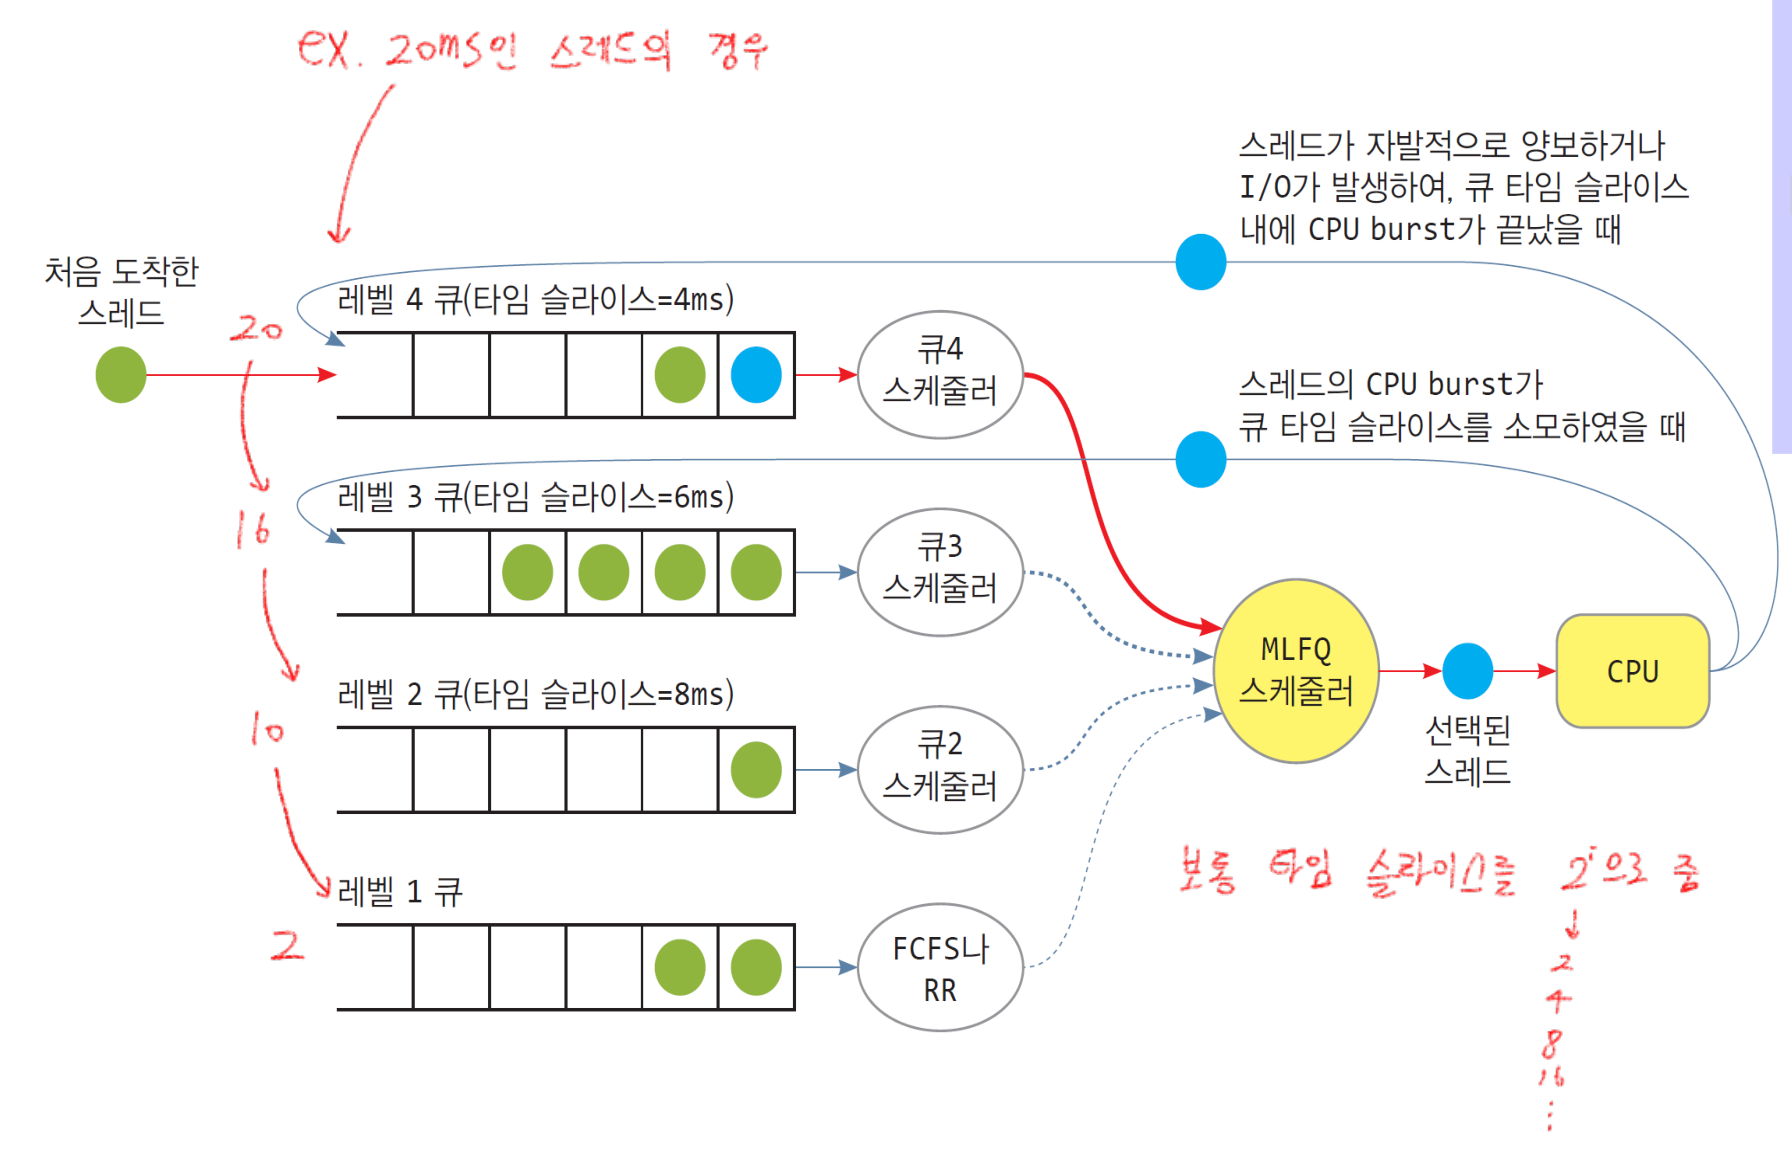 ex. 20ms인 스레드의 경우
스레드가 자발적으로 양보하거나
I/O가 발생하여, 큐 타임 슬라이스
내에 CPU burst가 끝났을 때
처음 도착한
스레드
20
레벨 4 큐(타임 슬라이스=4ms)
큐4
스케줄러
스레드의 CPU burst가
큐 타임 슬라이스를 소모하였을 때
16
레벨 3 큐(타임 슬라이스=6ms)
큐3
스케줄러
MLFQ
스케줄러
CPU
선택된
스레드
10
레벨 2 큐(타임 슬라이스=8ms)
큐2
스케줄러
보통 타임 슬라이스를 2ⁱ으로 줌
2
4
8
16
⋮
2
레벨 1 큐
FCFS나
RR